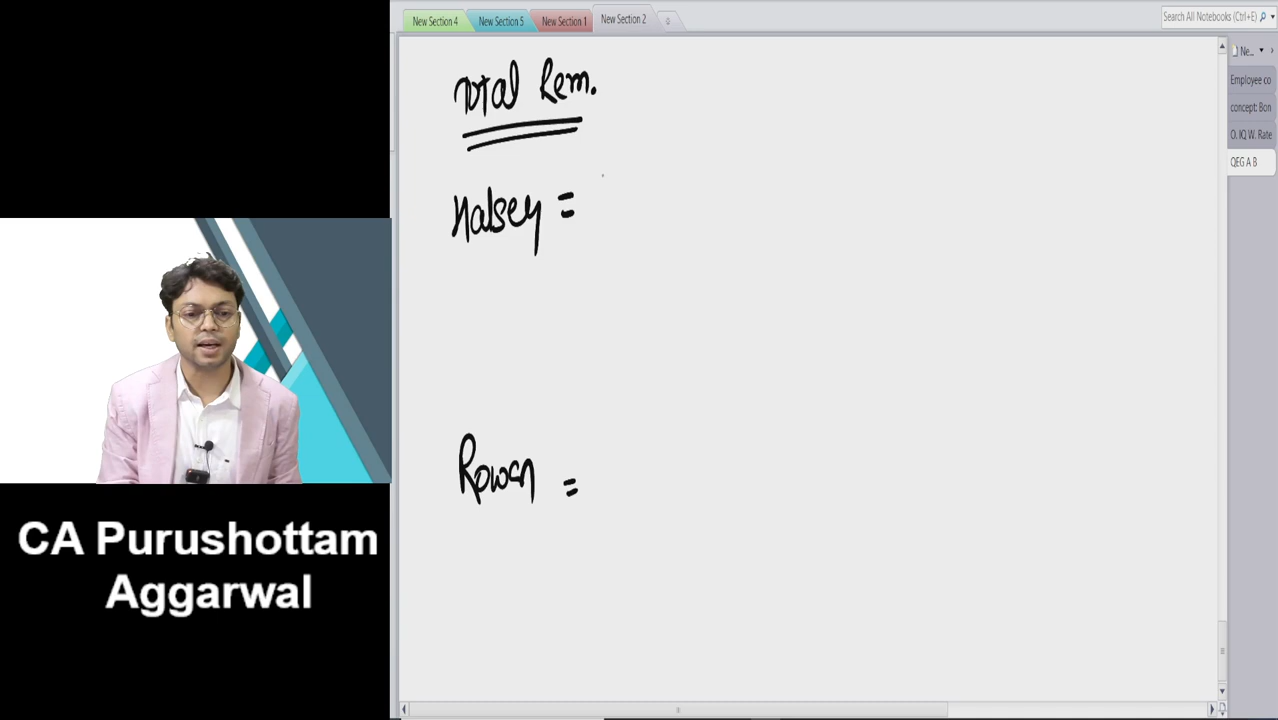 New Section 4 New Section 5 New Section 1 New Section 2
Search All Notebooks (Ctrl+E)
Ne...
Employee co
concept: Bon
O. IQ W. Rate
QEG A B
Total Rem.
Halsey =
Rowan =
CA Purushottam
Aggarwal